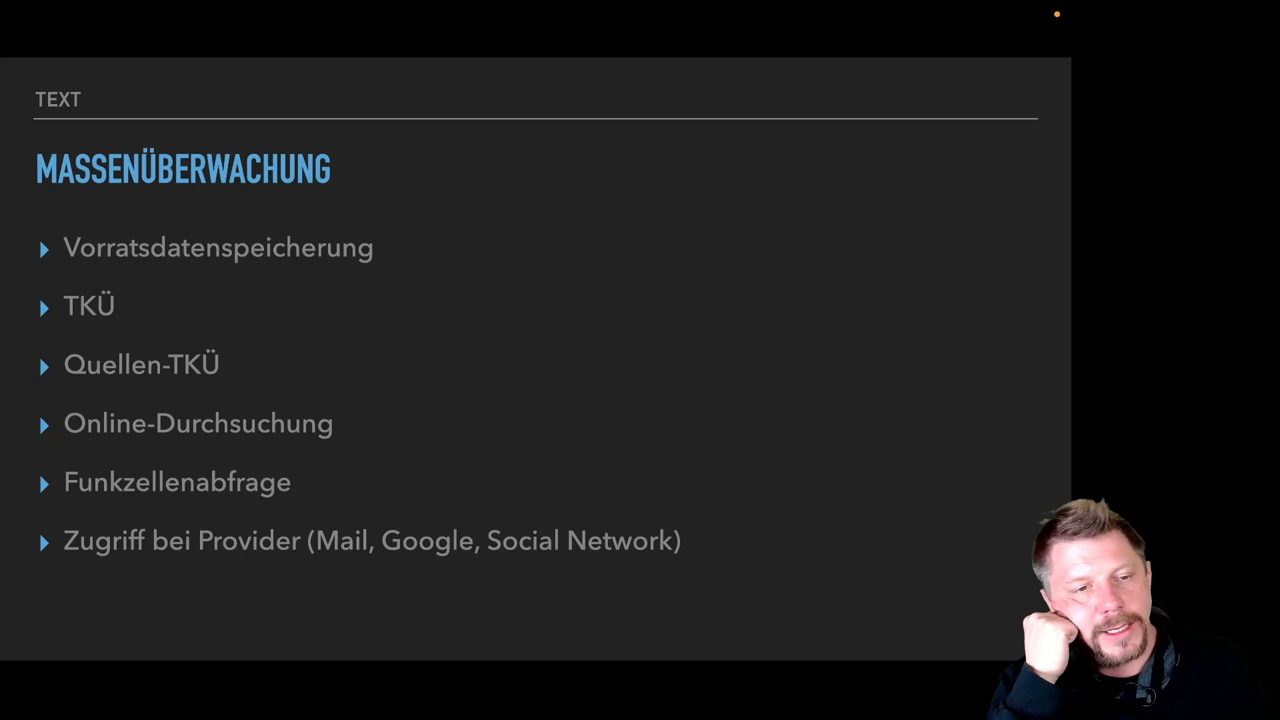 TEXT
MASSENÜBERWACHUNG
Vorratsdatenspeicherung
TKÜ
Quellen-TKÜ
Online-Durchsuchung
Funkzellenabfrage
Zugriff bei Provider (Mail, Google, Social Network)